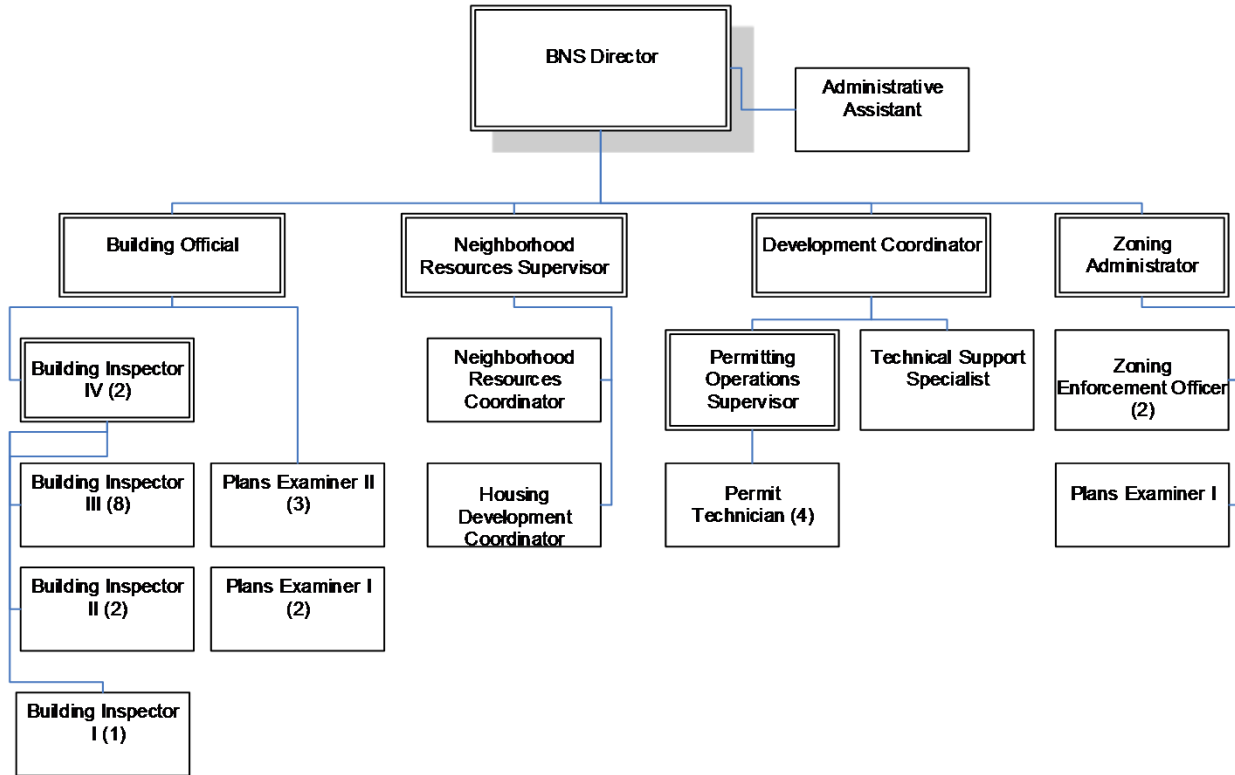 BNS Director
Administrative
Assistant
Building Official
Neighborhood
Resources Supervisor
Development Coordinator
Zoning
Administrator
Building Inspector
IV (2)
Neighborhood
Resources
Coordinator
Permitting
Operations
Supervisor
Technical Support
Specialist
Zoning
Enforcement Officer
(2)
Building Inspector
III (8)
Plans Examiner II
(3)
Housing
Development
Coordinator
Permit
Technician (4)
Plans Examiner I
Building Inspector
II (2)
Plans Examiner I
(2)
Building Inspector
I (1)